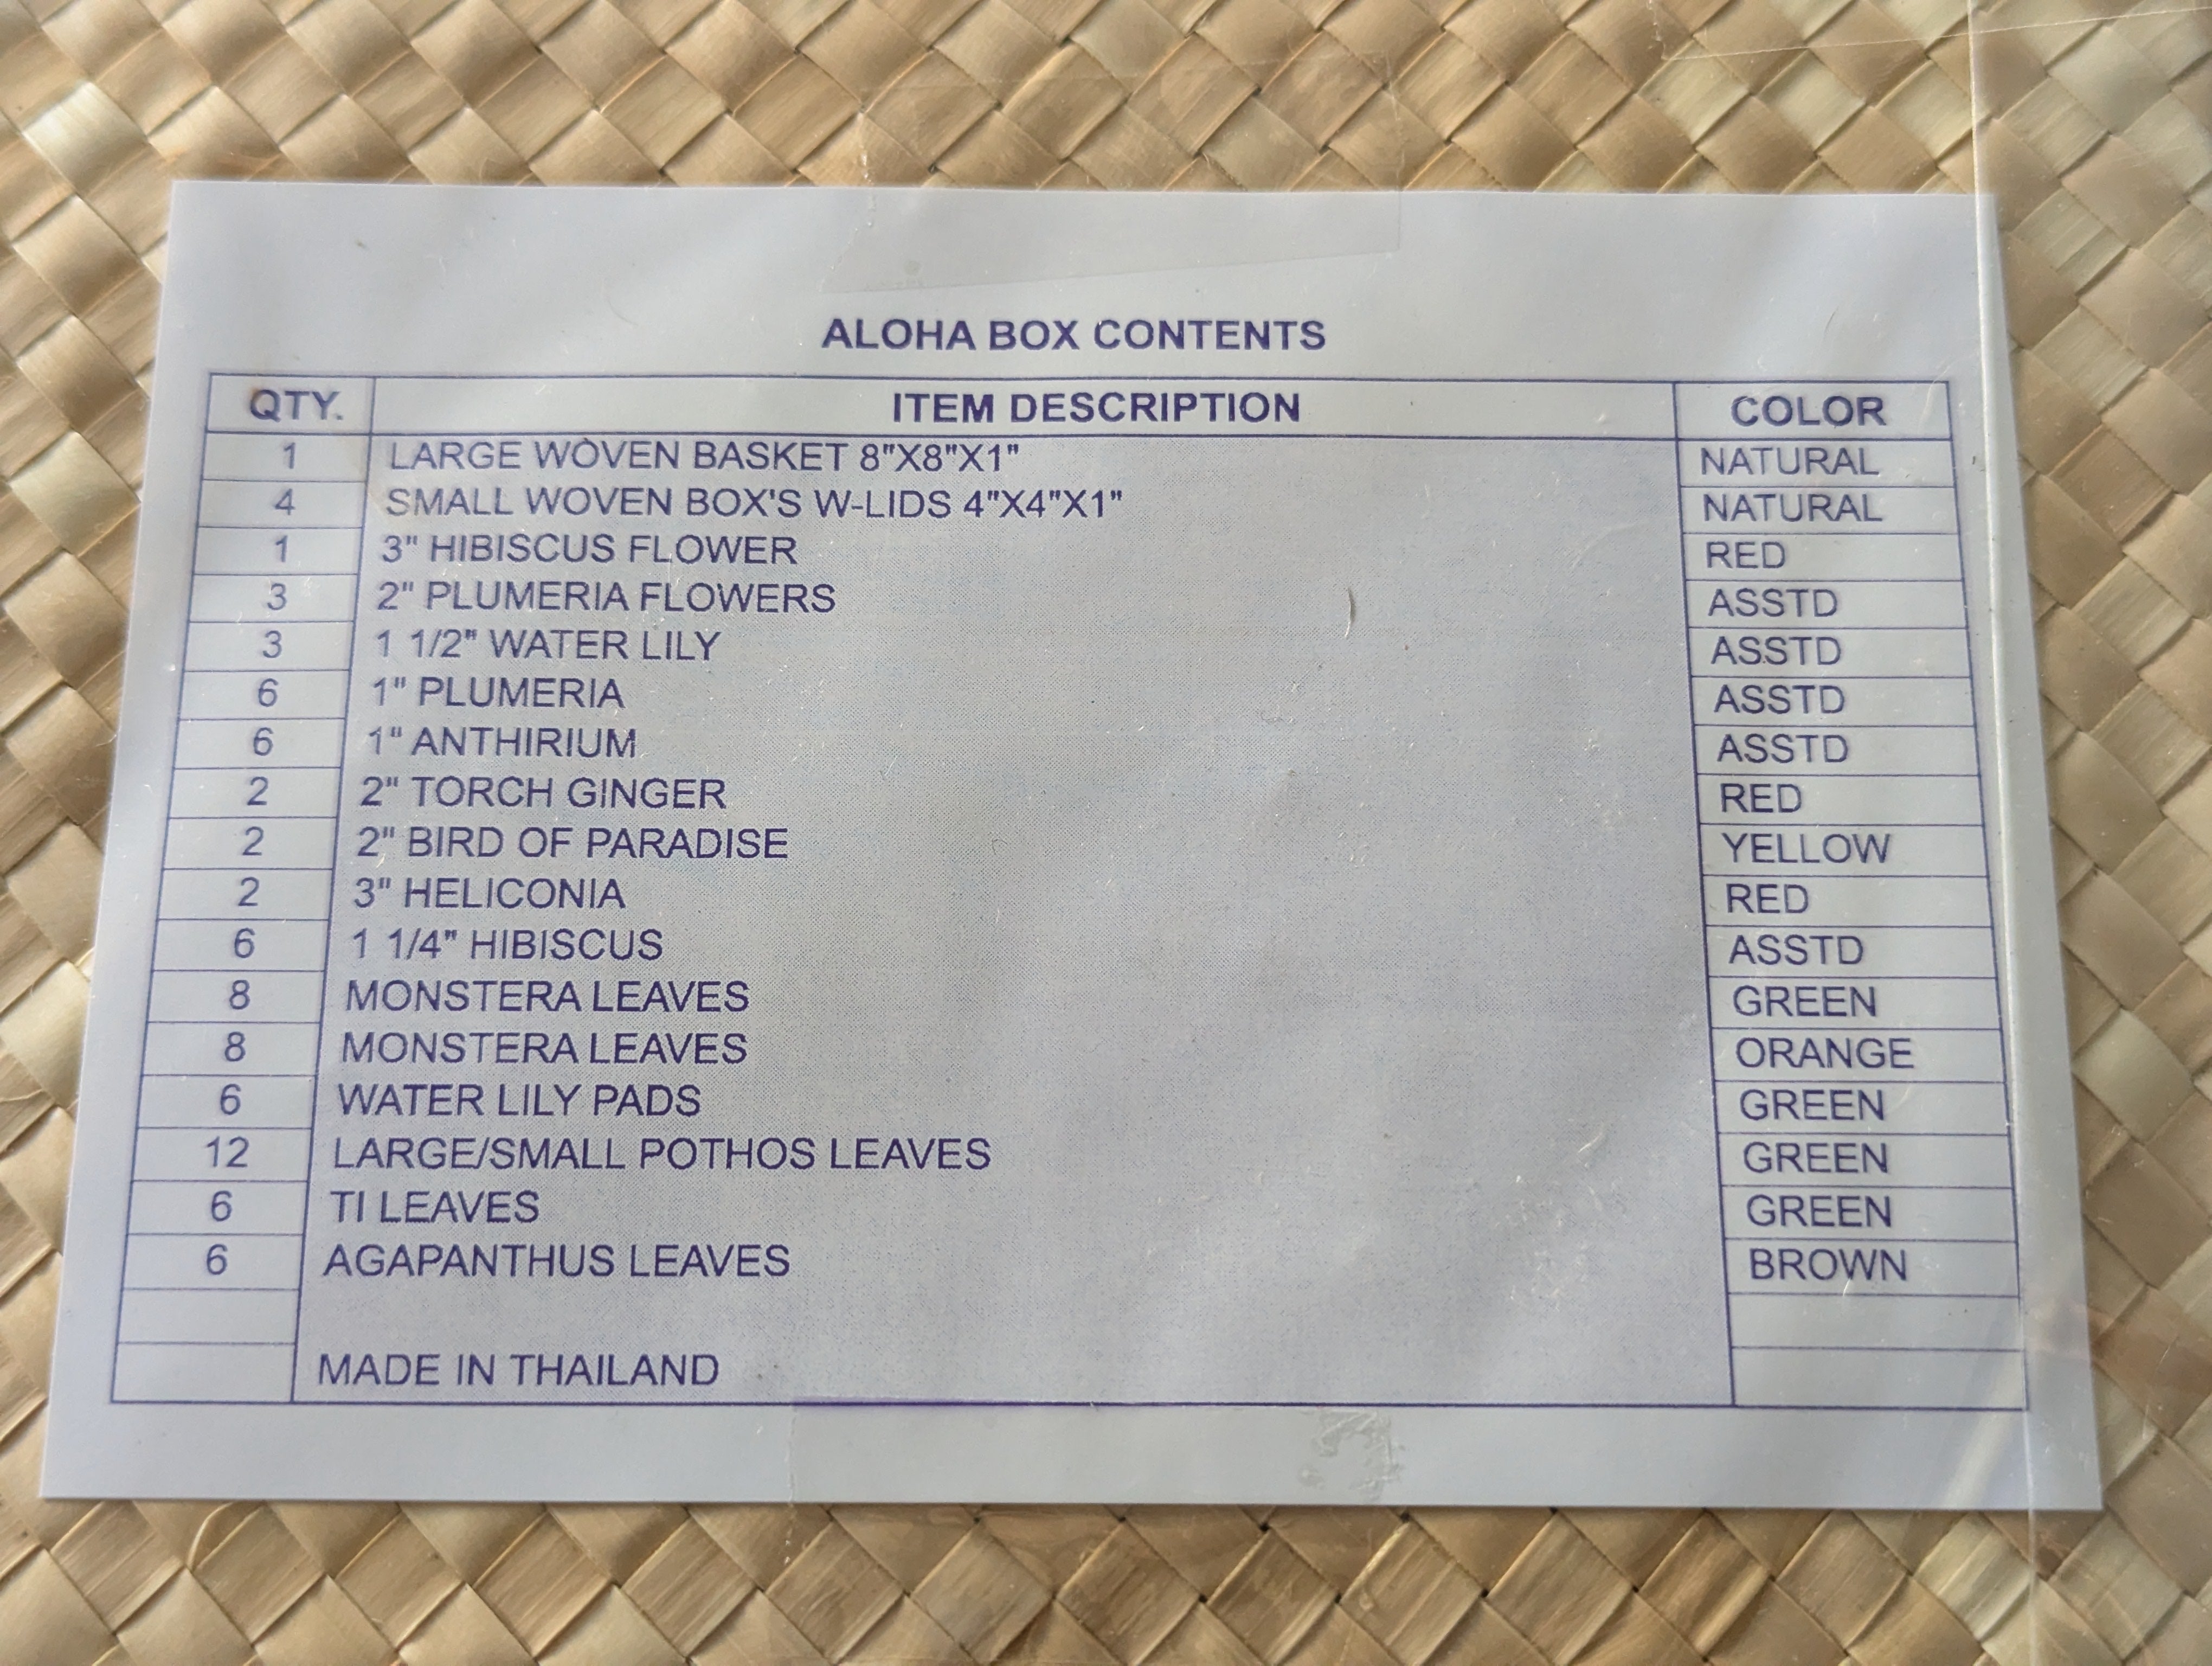 ALOHA BOX CONTENTS
QTY. ITEM DESCRIPTION COLOR
1 LARGE WOVEN BASKET 8"X8"X1" NATURAL
4 SMALL WOVEN BOX'S W-LIDS 4"X4"X1" NATURAL
1 3" HIBISCUS FLOWER RED
3 2" PLUMERIA FLOWERS ASSTD
3 1 1/2" WATER LILY ASSTD
6 1" PLUMERIA ASSTD
6 1" ANTHIRIUM ASSTD
2 2" TORCH GINGER RED
2 2" BIRD OF PARADISE YELLOW
2 3" HELICONIA RED
6 1 1/4" HIBISCUS ASSTD
8 MONSTERA LEAVES GREEN
8 MONSTERA LEAVES ORANGE
6 WATER LILY PADS GREEN
12 LARGE/SMALL POTHOS LEAVES GREEN
6 TI LEAVES GREEN
6 AGAPANTHUS LEAVES BROWN
MADE IN THAILAND